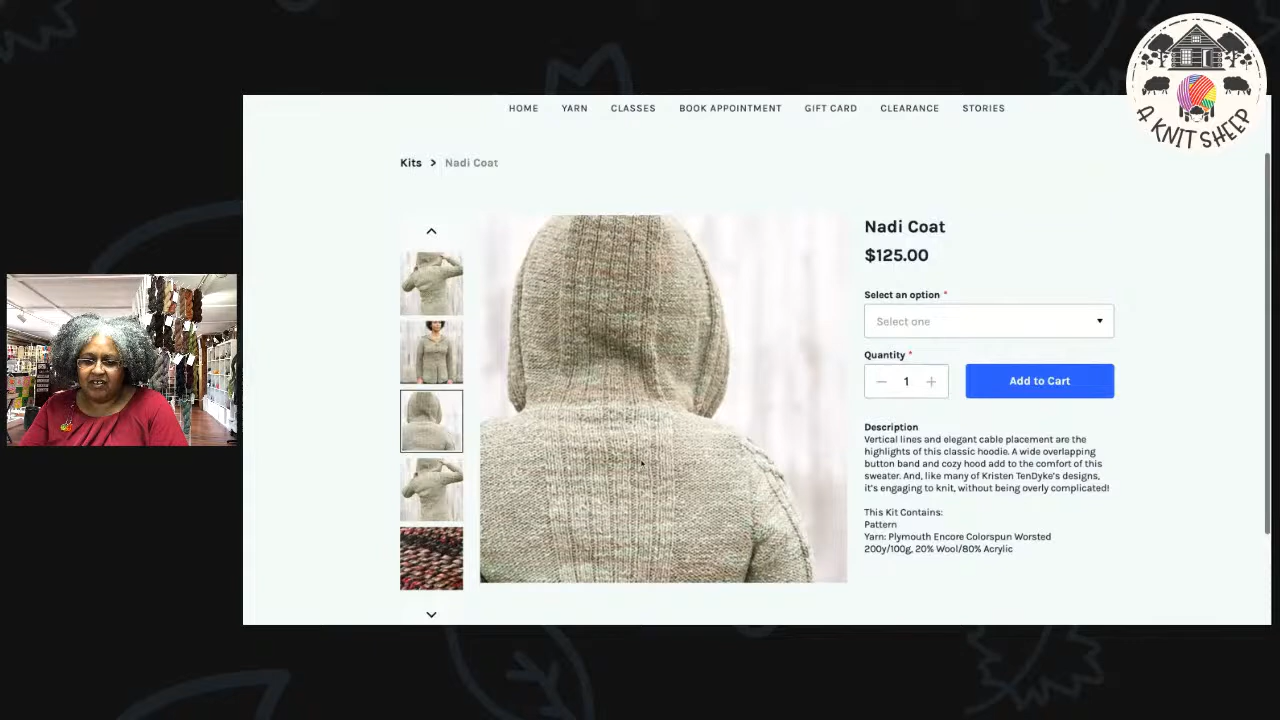 A KNIT SHEEP
HOME YARN CLASSES BOOK APPOINTMENT GIFT CARD CLEARANCE STORIES
Kits > Nadi Coat
Nadi Coat
$125.00
Select an option *
Select one
Quantity *
− 1 +
Add to Cart
Description
Vertical lines and elegant cable placement are the
highlights of this classic hoodie. A wide overlapping
button band and cozy hood add to the comfort of this
sweater. And, like many of Kristen TenDyke's designs,
it's engaging to knit, without being overly complicated!
This Kit Contains:
Pattern
Yarn: Plymouth Encore Colorspun Worsted
200y/100g, 20% Wool/80% Acrylic